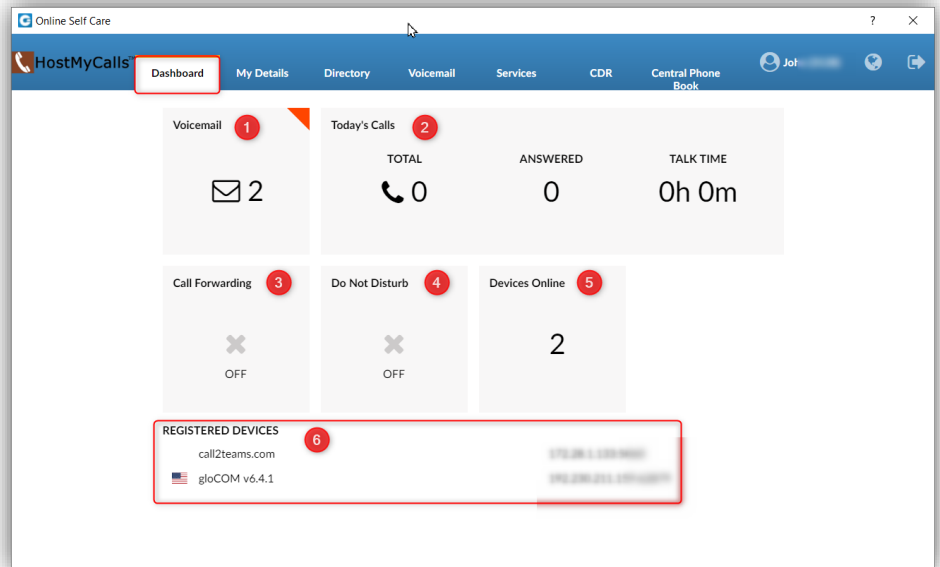 Online Self Care
?
HostMyCalls™
Dashboard
My Details
Directory
Voicemail
Services
CDR
Central Phone
Book
Voicemail
1
2
Today's Calls
2
TOTAL
ANSWERED
TALK TIME
0
0
0h 0m
Call Forwarding
3
OFF
Do Not Disturb
4
OFF
Devices Online
5
2
REGISTERED DEVICES
6
call2teams.com
gloCOM v6.4.1